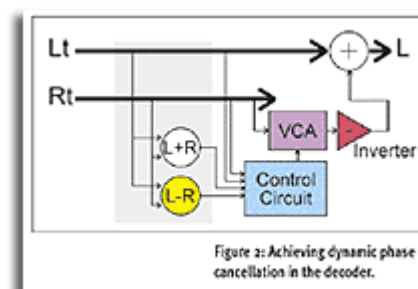 Lt
L
Rt
VCA
-
Inverter
L+R
Control
Circuit
L-R
Figure 2: Achieving dynamic phase
cancellation in the decoder.